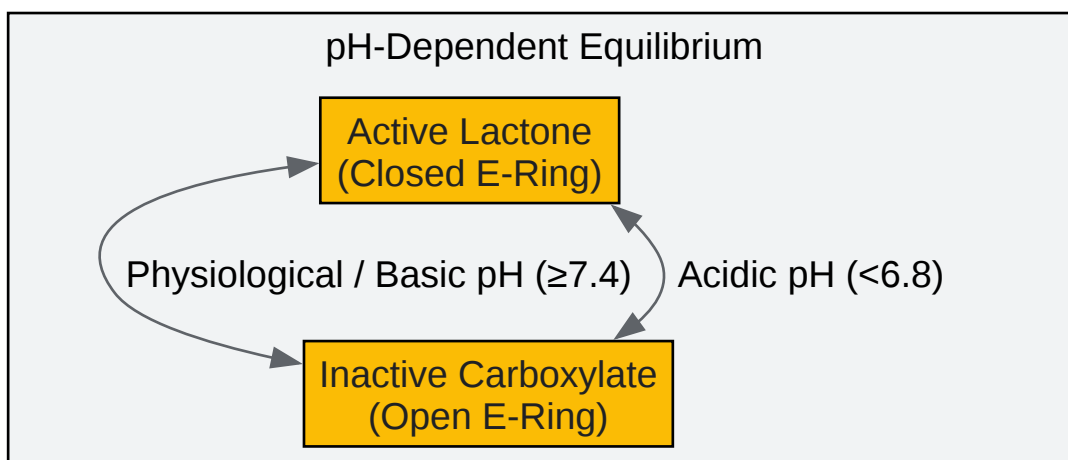 pH-Dependent Equilibrium
Active Lactone
(Closed E-Ring)
Physiological / Basic pH (≥7.4)
Acidic pH (<6.8)
Inactive Carboxylate
(Open E-Ring)